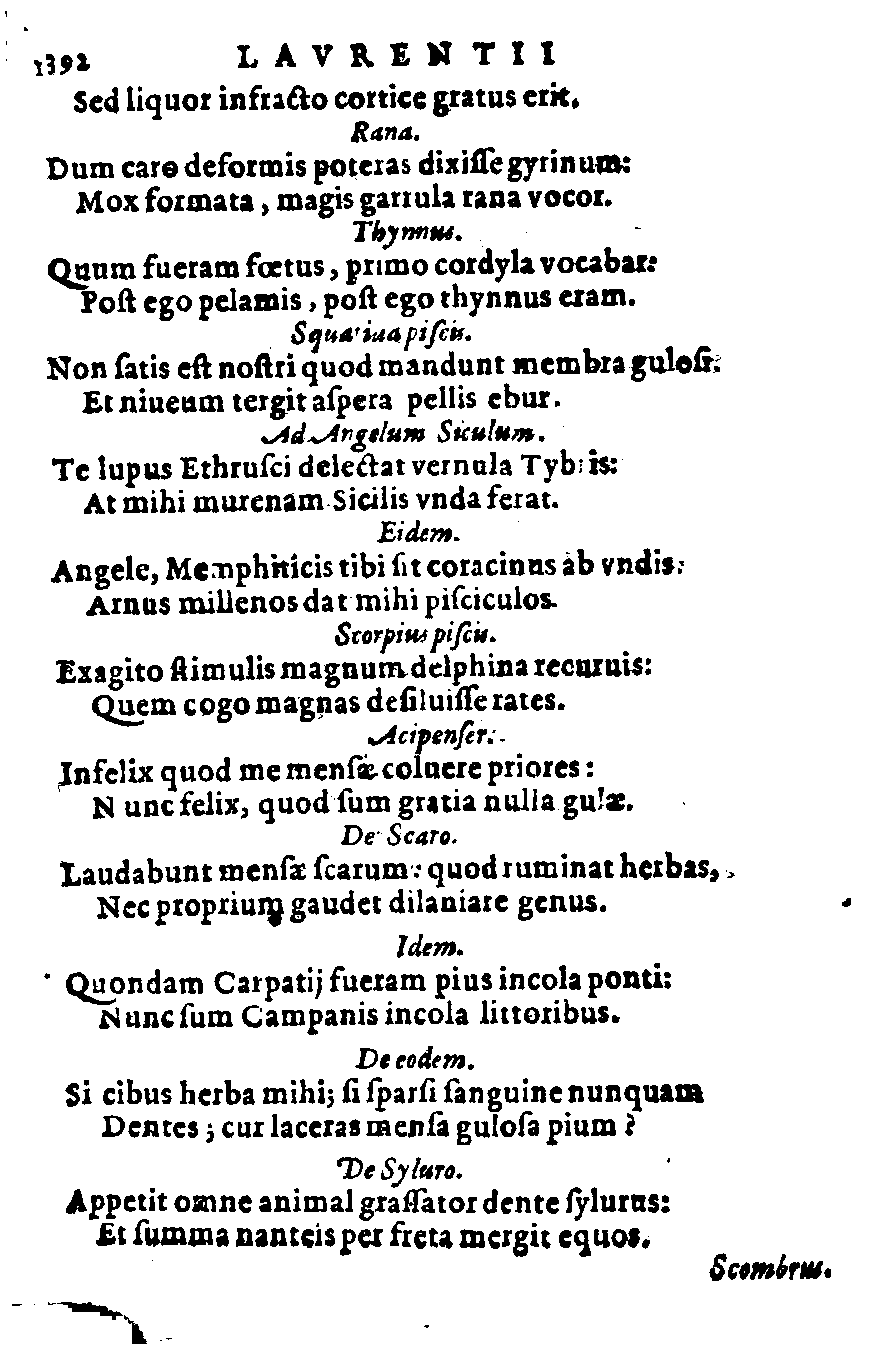 1392 LAVRENTII
Sed liquor infracto cortice gratus erit.
Rana.
Dum caro deformis poteras dixiſſe gyrinum:
Mox formata, magis garrula rana vocor.
Thynnus.
Quum fueram fœtus, primo cordyla vocabar:
Poſt ego pelamis, poſt ego thynnus eram.
Squatina piſcis.
Non ſatis eſt noſtri quod mandunt membra guloſi:
Et niueum tergit aſpera pellis ebur.
Ad Angelum Siculum.
Te lupus Ethruſci delectat vernula Tybris:
At mihi murenam Sicilis vnda ferat.
Eidem.
Angele, Memphiticis tibi ſit coracinus ab vndis:
Arnus millenos dat mihi piſciculos.
Scorpius piſcis.
Exagito ſtimulis magnum delphina recuruis:
Quem cogo magnas deſiluiſſe rates.
Acipenſer.
Infelix quod me menſæ coluere priores:
Nunc felix, quod ſum gratia nulla gulæ.
De Scaro.
Laudabunt menſæ ſcarum: quod ruminat herbas,
Nec proprium gaudet dilaniare genus.
Idem.
Quondam Carpatij fueram pius incola ponti:
Nunc ſum Campanis incola littoribus.
De eodem.
Si cibus herba mihi; ſi ſparſi ſanguine nunquam
Dentes; cur laceras menſa guloſa pium?
De Syluro.
Appetit omne animal graſſator dente ſylurus:
Et ſumma nanteis per freta mergit equos.
Scombrus.